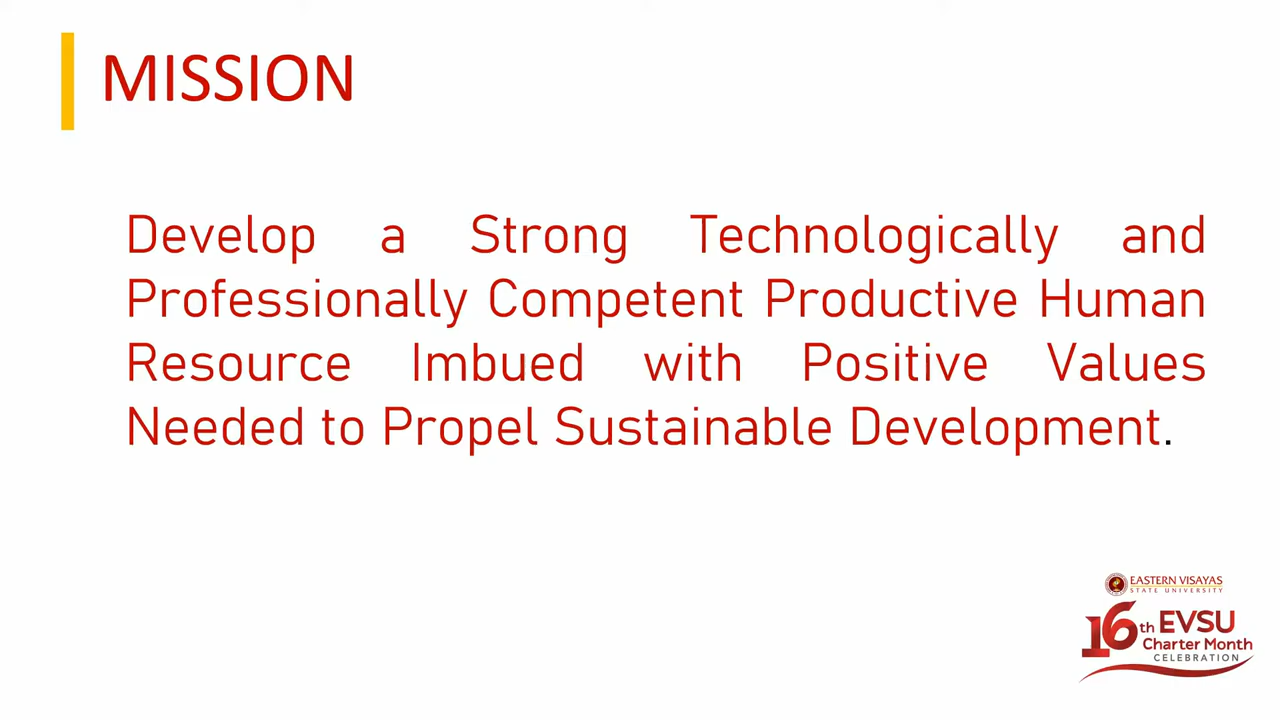 MISSION
Develop a Strong Technologically and
Professionally Competent Productive Human
Resource Imbued with Positive Values
Needed to Propel Sustainable Development.
EASTERN VISAYAS
STATE UNIVERSITY
16th EVSU
Charter Month
CELEBRATION